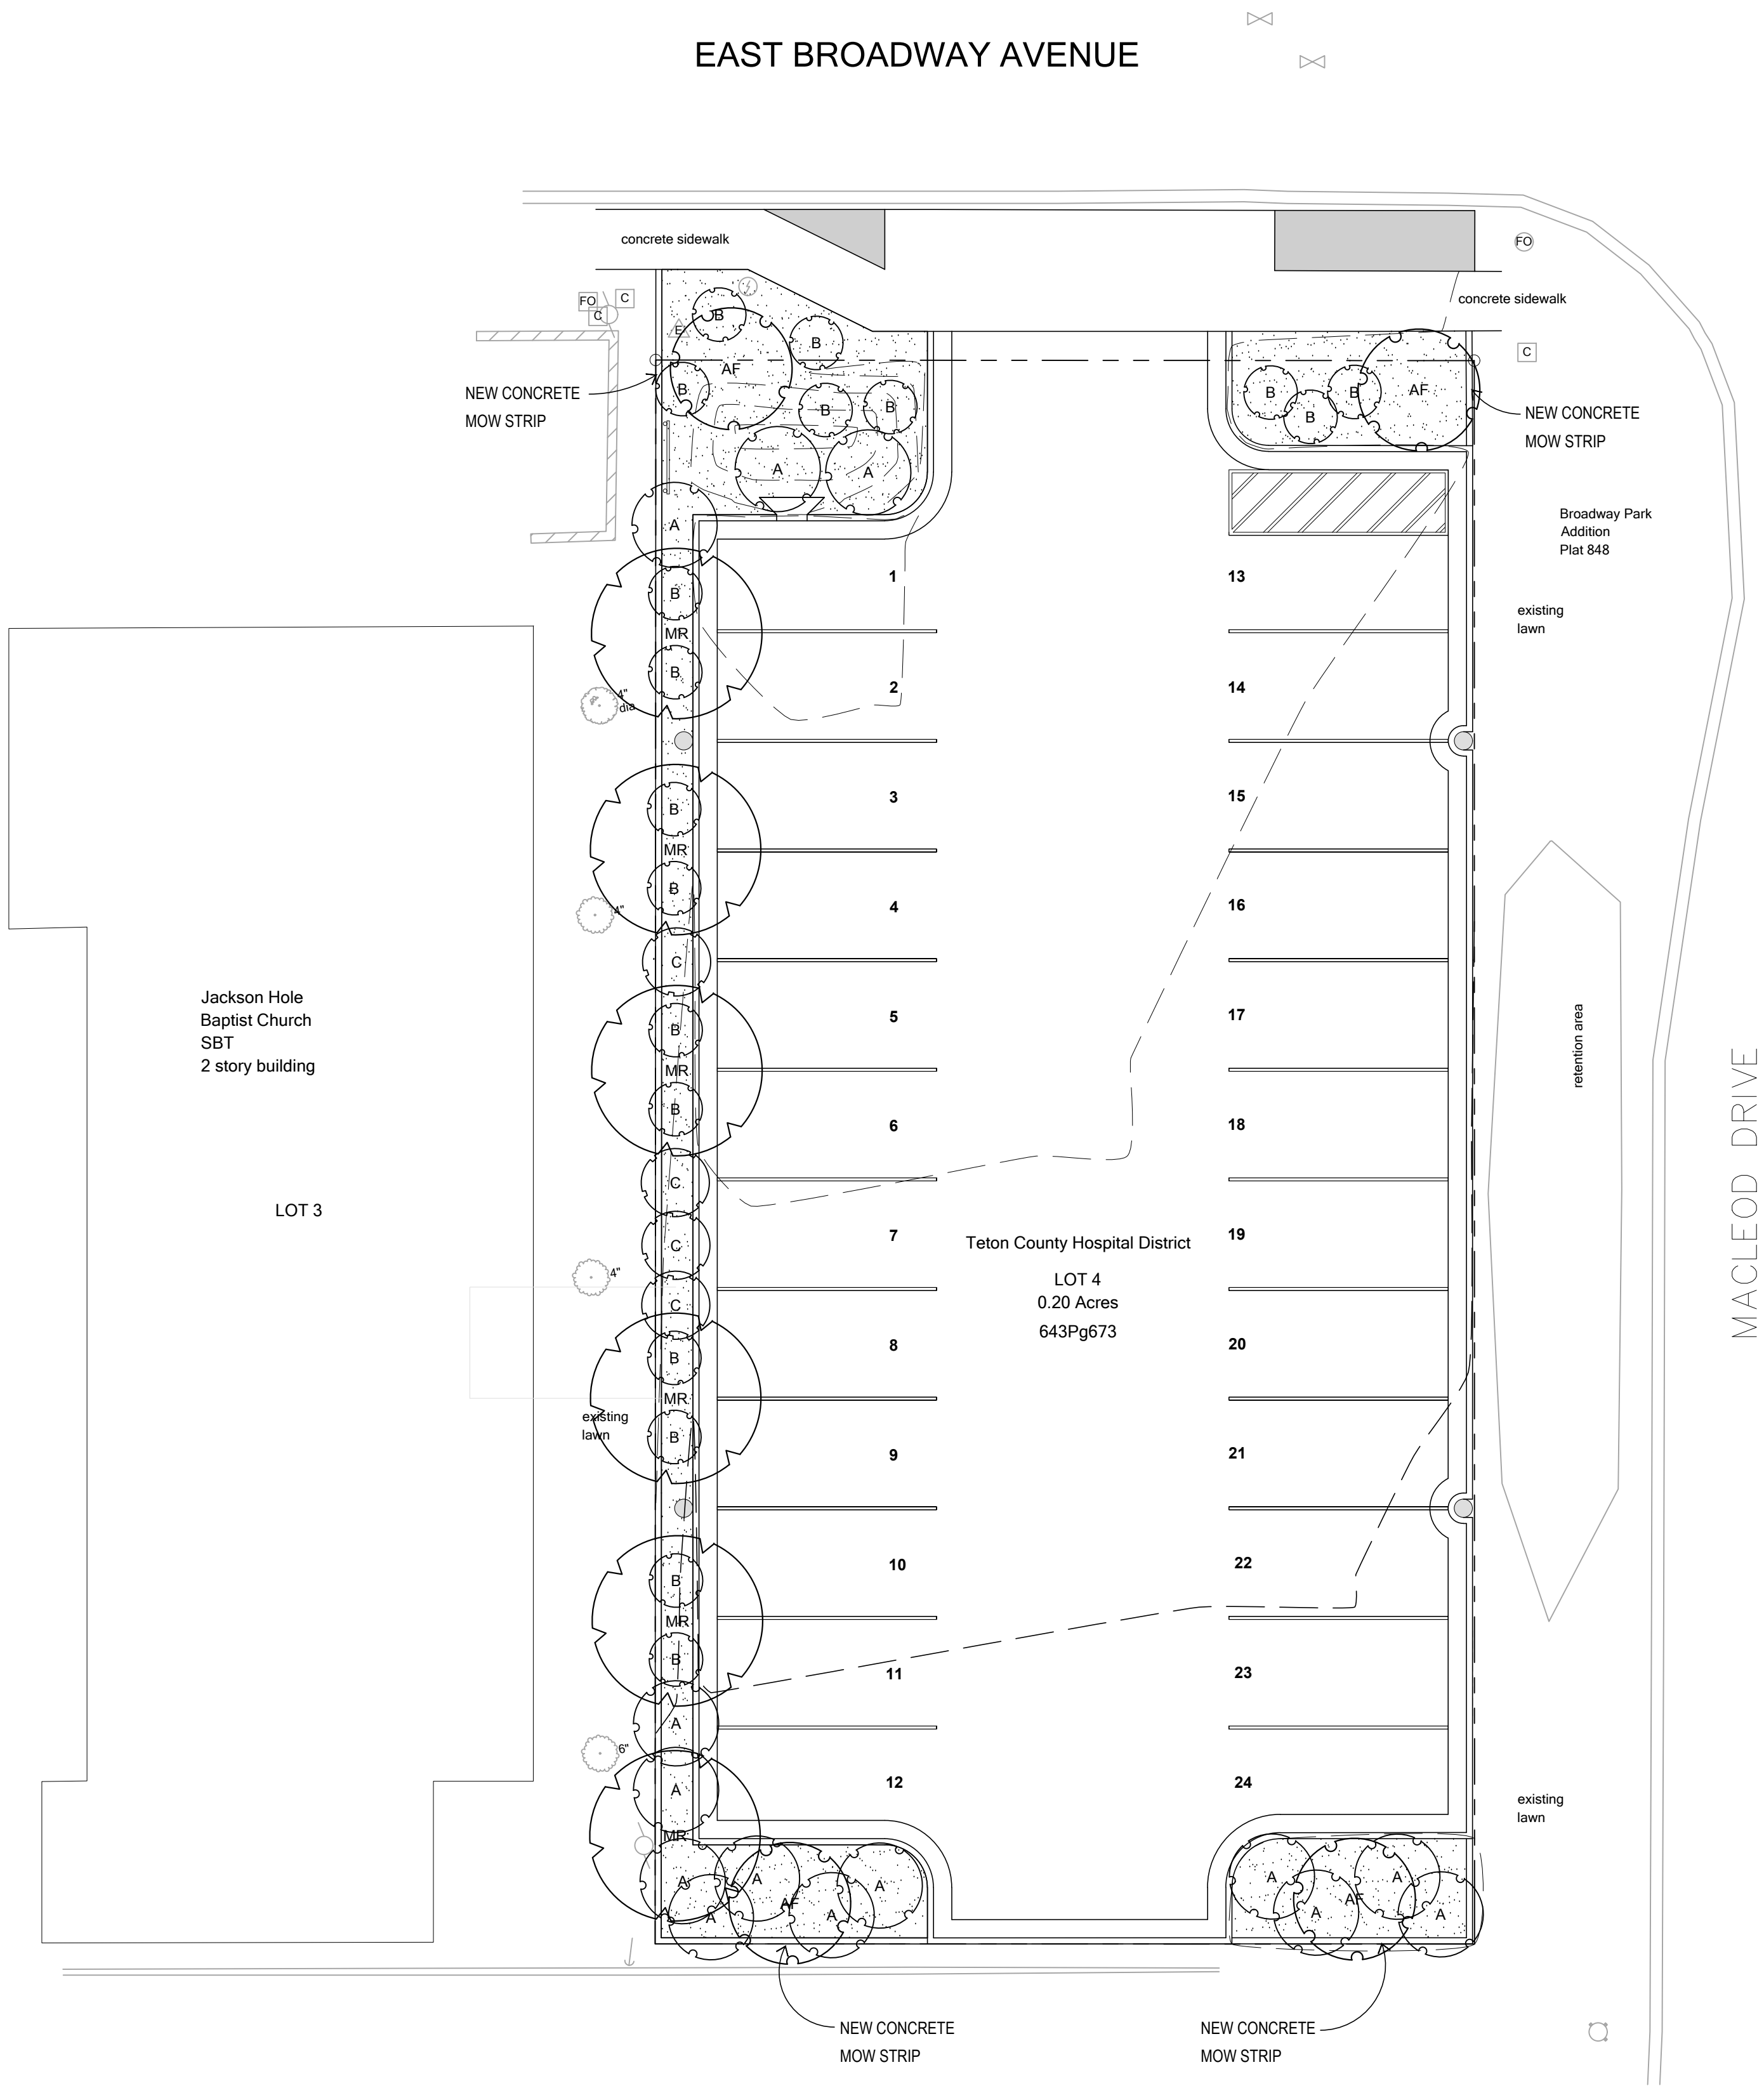 EAST BROADWAY AVENUE
concrete sidewalk
FO
concrete sidewalk
FO
C
C
C
E
B
B
AF
B
B
B
A
A
NEW CONCRETE
MOW STRIP
B
B
B
AF
NEW CONCRETE
MOW STRIP
Broadway Park
Addition
Plat 848
existing
lawn
A
B
MR
B
4"
dia
B
MR
B
4"
C
B
MR
B
C
C
C
4"
B
MR
B
existing
lawn
B
MR
B
A
6"
A
MR
1
2
3
4
5
6
7
8
9
10
11
12
13
14
15
16
17
18
19
20
21
22
23
24
Jackson Hole
Baptist Church
SBT
2 story building
LOT 3
Teton County Hospital District
LOT 4
0.20 Acres
643Pg673
retention area
MACLEOD DRIVE
existing
lawn
A
A
A
AF
A
A
A
A
AF
A
A
NEW CONCRETE
MOW STRIP
NEW CONCRETE
MOW STRIP